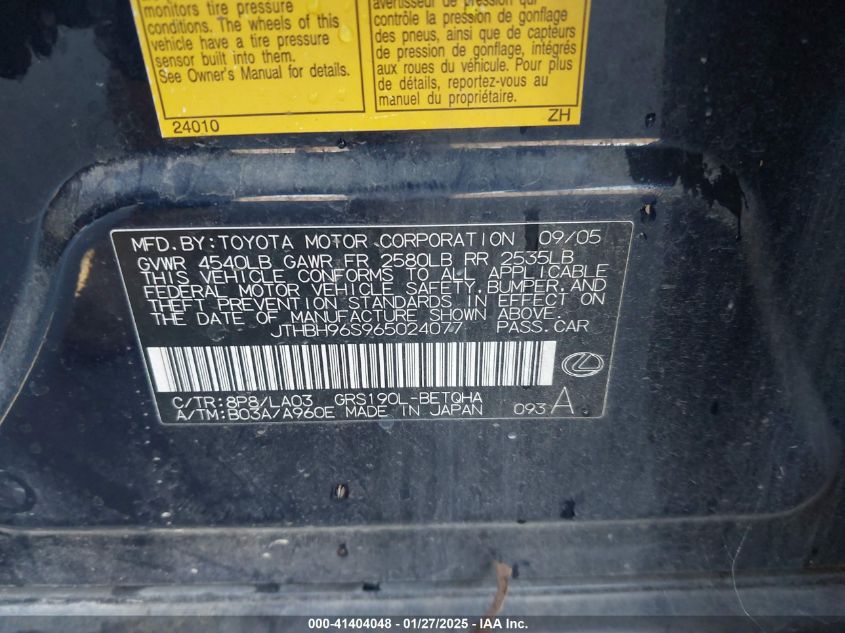 monitors tire pressure
conditions. The wheels of this
vehicle have a tire pressure
sensor built into them.
See Owner's Manual for details.
24010
avertisseur de pression qui
contrôle la pression de gonflage
des pneus, ainsi que de capteurs
de pression de gonflage, intégrés
aux roues du véhicule. Pour plus
de détails, reportez-vous au
manuel du propriétaire.
ZH
MFD.BY:TOYOTA MOTOR CORPORATION 09/05
GVWR 4540LB GAWR FR 2580LB RR 2535LB
THIS VEHICLE CONFORMS TO ALL APPLICABLE
FEDERAL MOTOR VEHICLE SAFETY,BUMPER,AND
THEFT PREVENTION STANDARDS IN EFFECT ON
THE DATE OF MANUFACTURE SHOWN ABOVE.
JTHBH96S965024077 PASS.CAR
C/TR:8P8/LA03 GRS190L-BETQHA
A/TM:B03A/A960E MADE IN JAPAN 093 A
000-41404048 - 01/27/2025 - IAA Inc.